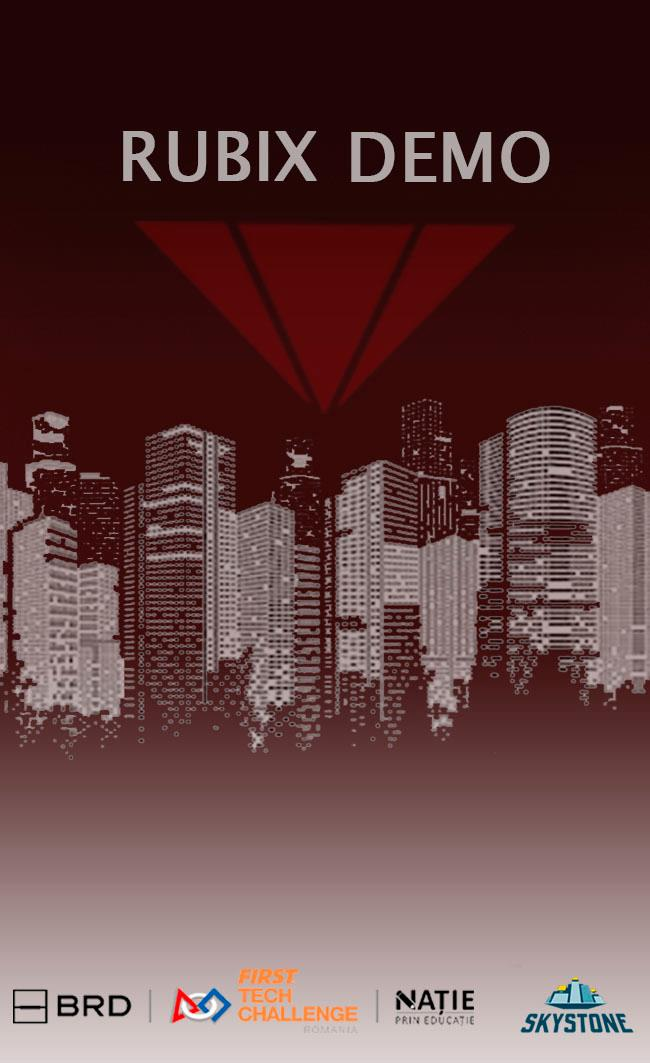 RUBIX DEMO
BRD
FIRST
TECH
CHALLENGE
ROMANIA
NAȚIE
PRIN EDUCAȚIE
SKYSTONE